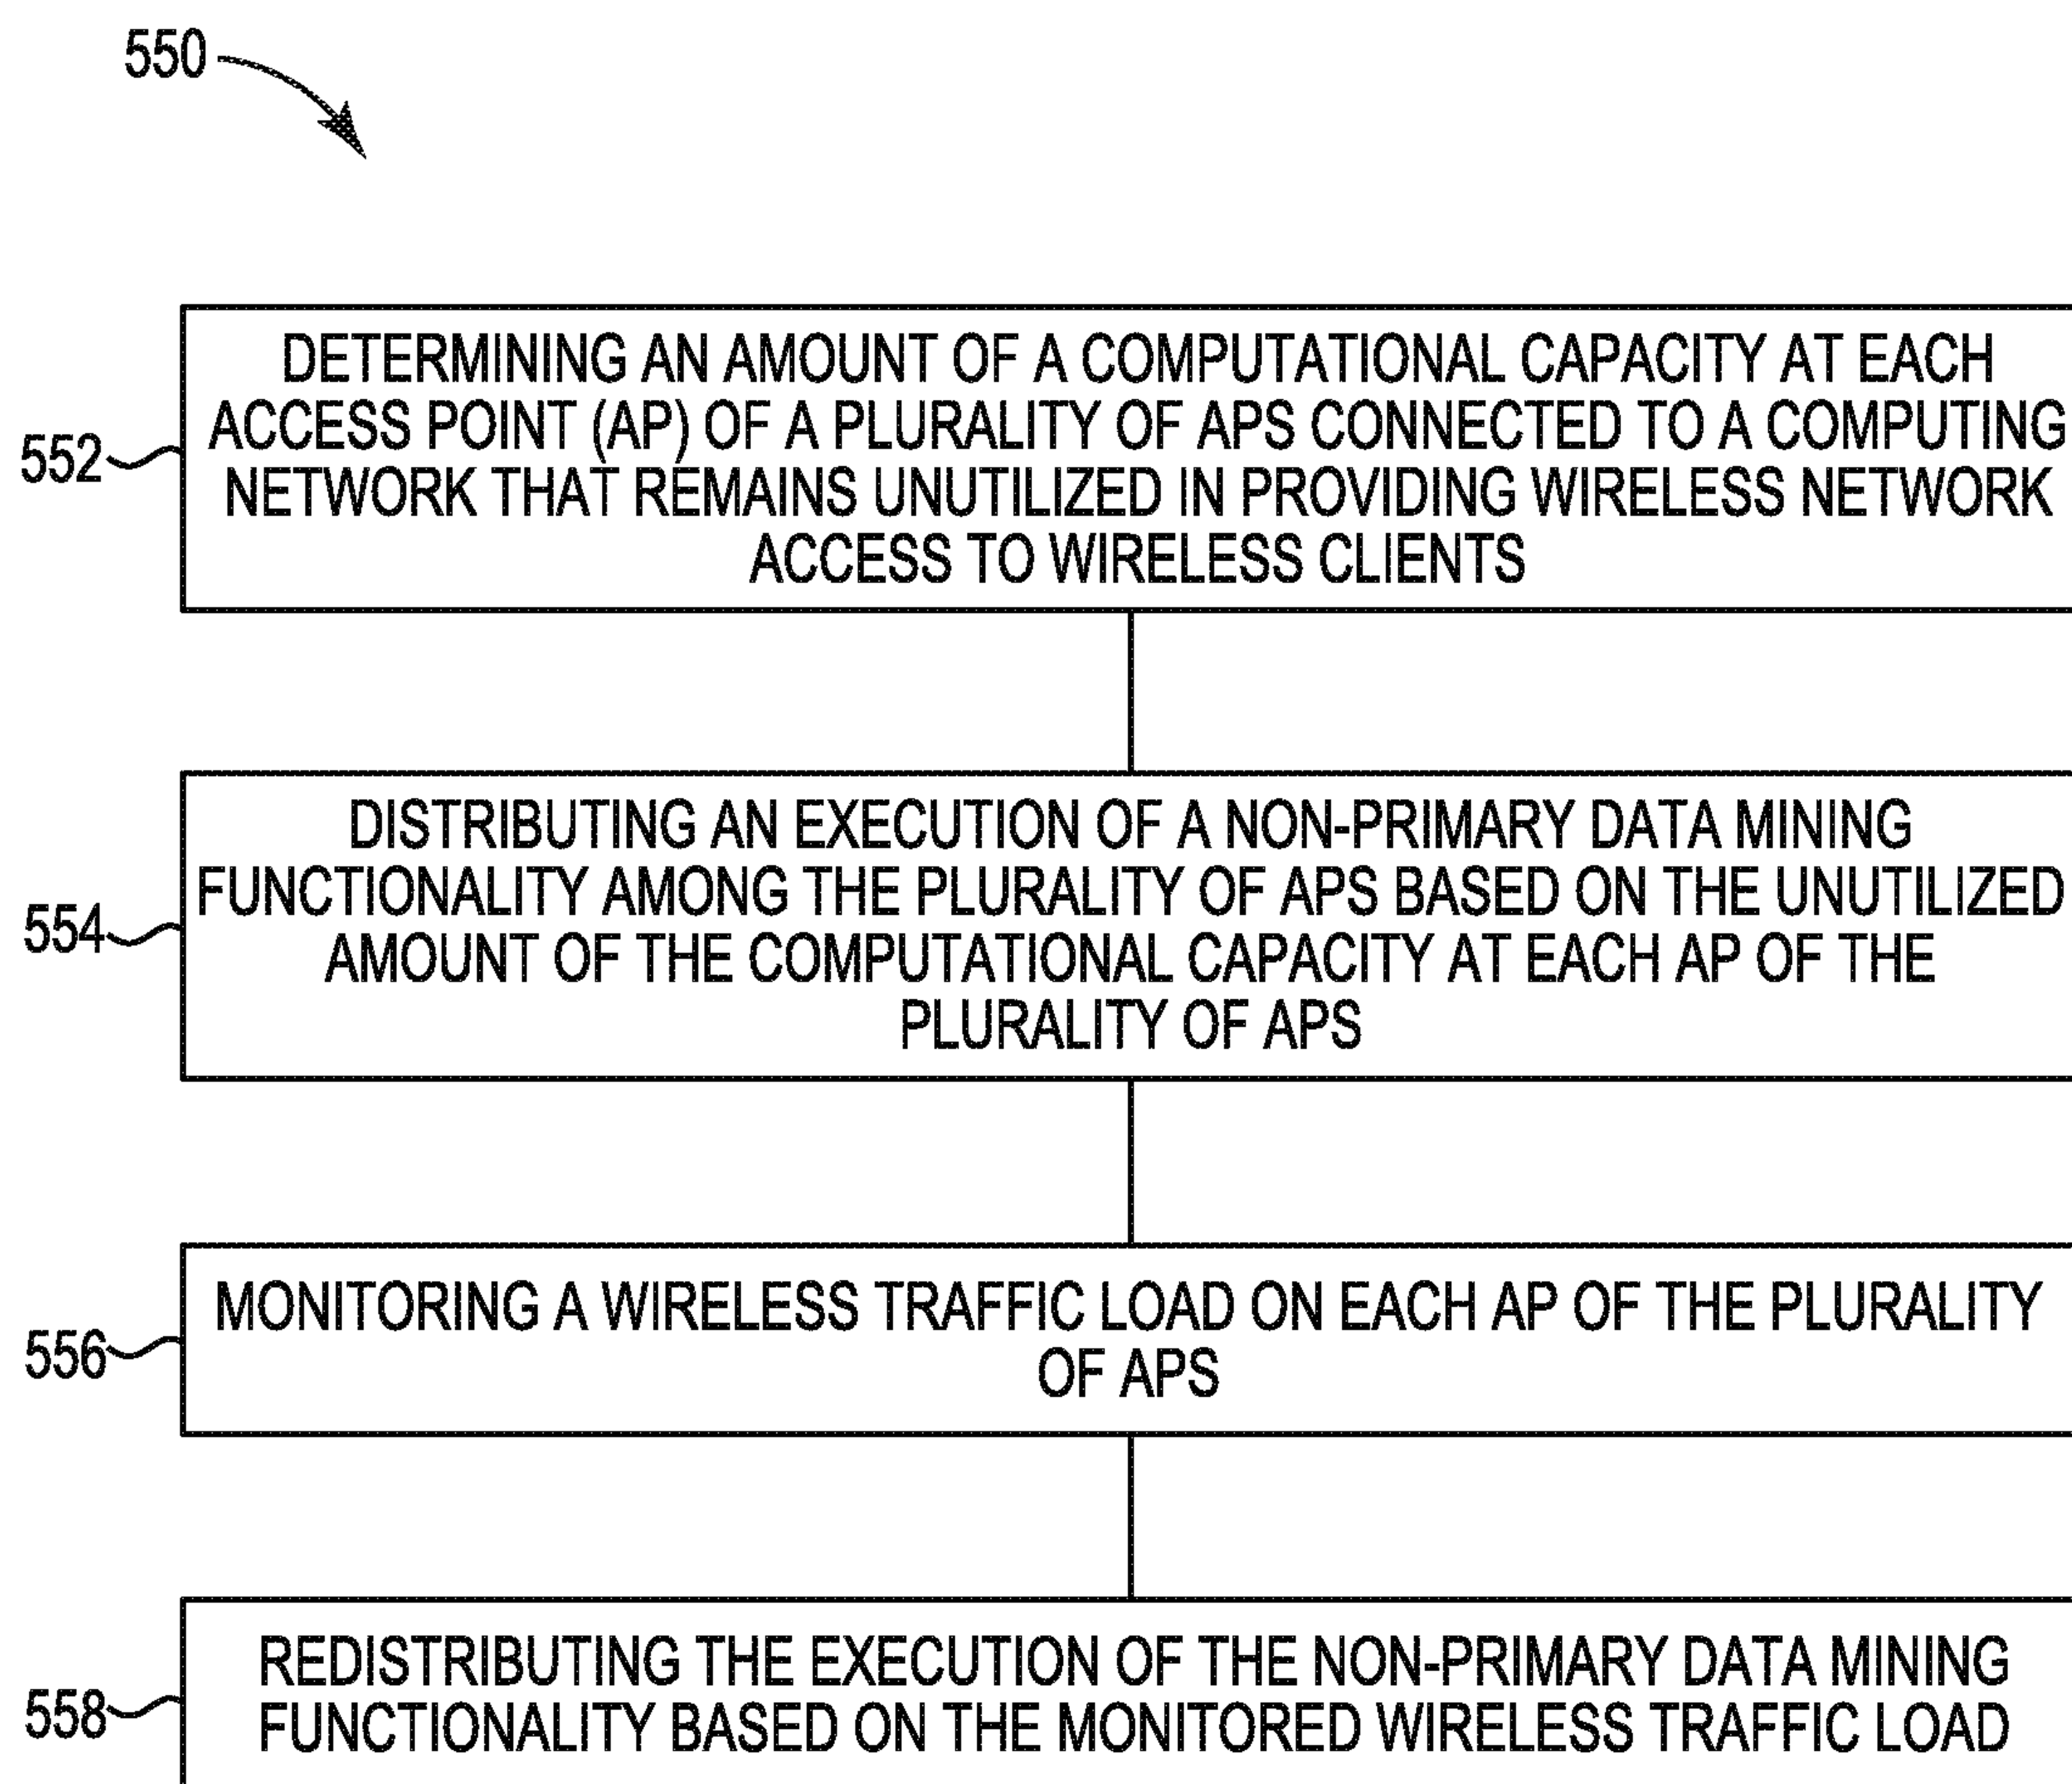 550
552
DETERMINING AN AMOUNT OF A COMPUTATIONAL CAPACITY AT EACH
ACCESS POINT (AP) OF A PLURALITY OF APS CONNECTED TO A COMPUTING
NETWORK THAT REMAINS UNUTILIZED IN PROVIDING WIRELESS NETWORK
ACCESS TO WIRELESS CLIENTS
554
DISTRIBUTING AN EXECUTION OF A NON-PRIMARY DATA MINING
FUNCTIONALITY AMONG THE PLURALITY OF APS BASED ON THE UNUTILIZED
AMOUNT OF THE COMPUTATIONAL CAPACITY AT EACH AP OF THE
PLURALITY OF APS
556
MONITORING A WIRELESS TRAFFIC LOAD ON EACH AP OF THE PLURALITY
OF APS
558
REDISTRIBUTING THE EXECUTION OF THE NON-PRIMARY DATA MINING
FUNCTIONALITY BASED ON THE MONITORED WIRELESS TRAFFIC LOAD